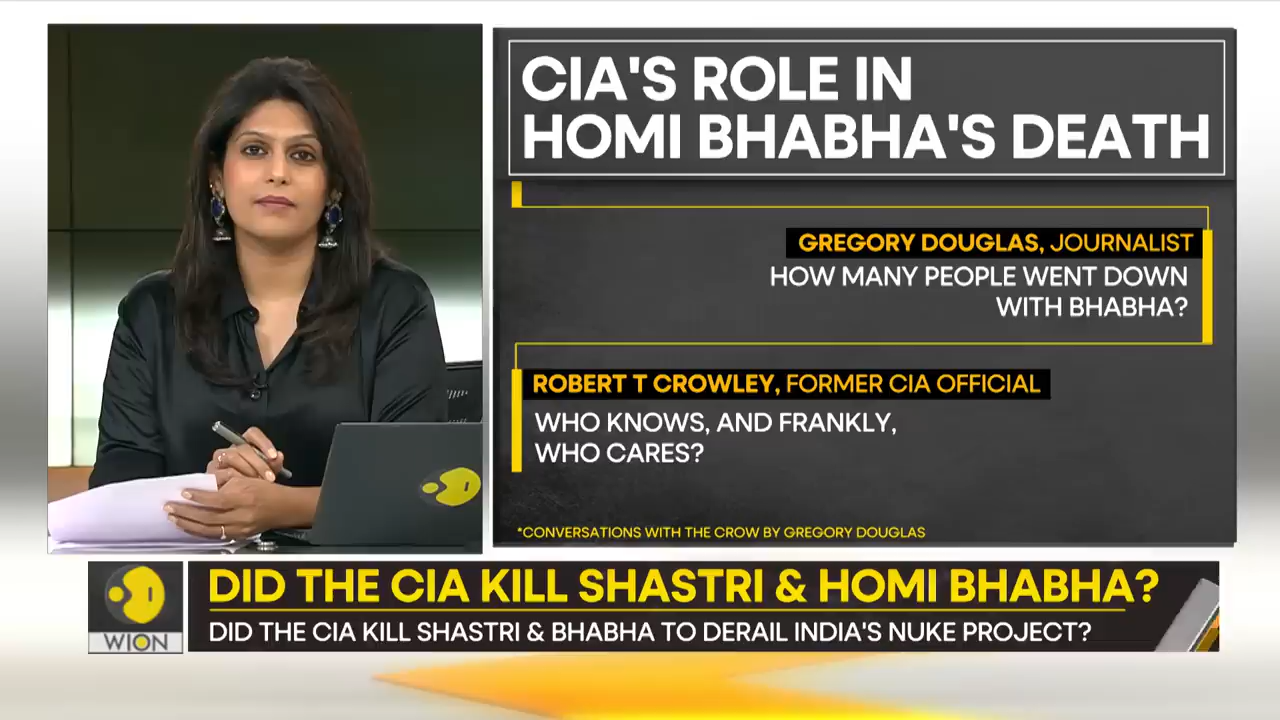 CIA'S ROLE IN
HOMI BHABHA'S DEATH
GREGORY DOUGLAS, JOURNALIST
HOW MANY PEOPLE WENT DOWN
WITH BHABHA?
ROBERT T CROWLEY, FORMER CIA OFFICIAL
WHO KNOWS, AND FRANKLY,
WHO CARES?
*CONVERSATIONS WITH THE CROW BY GREGORY DOUGLAS
DID THE CIA KILL SHASTRI & HOMI BHABHA?
DID THE CIA KILL SHASTRI & BHABHA TO DERAIL INDIA'S NUKE PROJECT?
WION